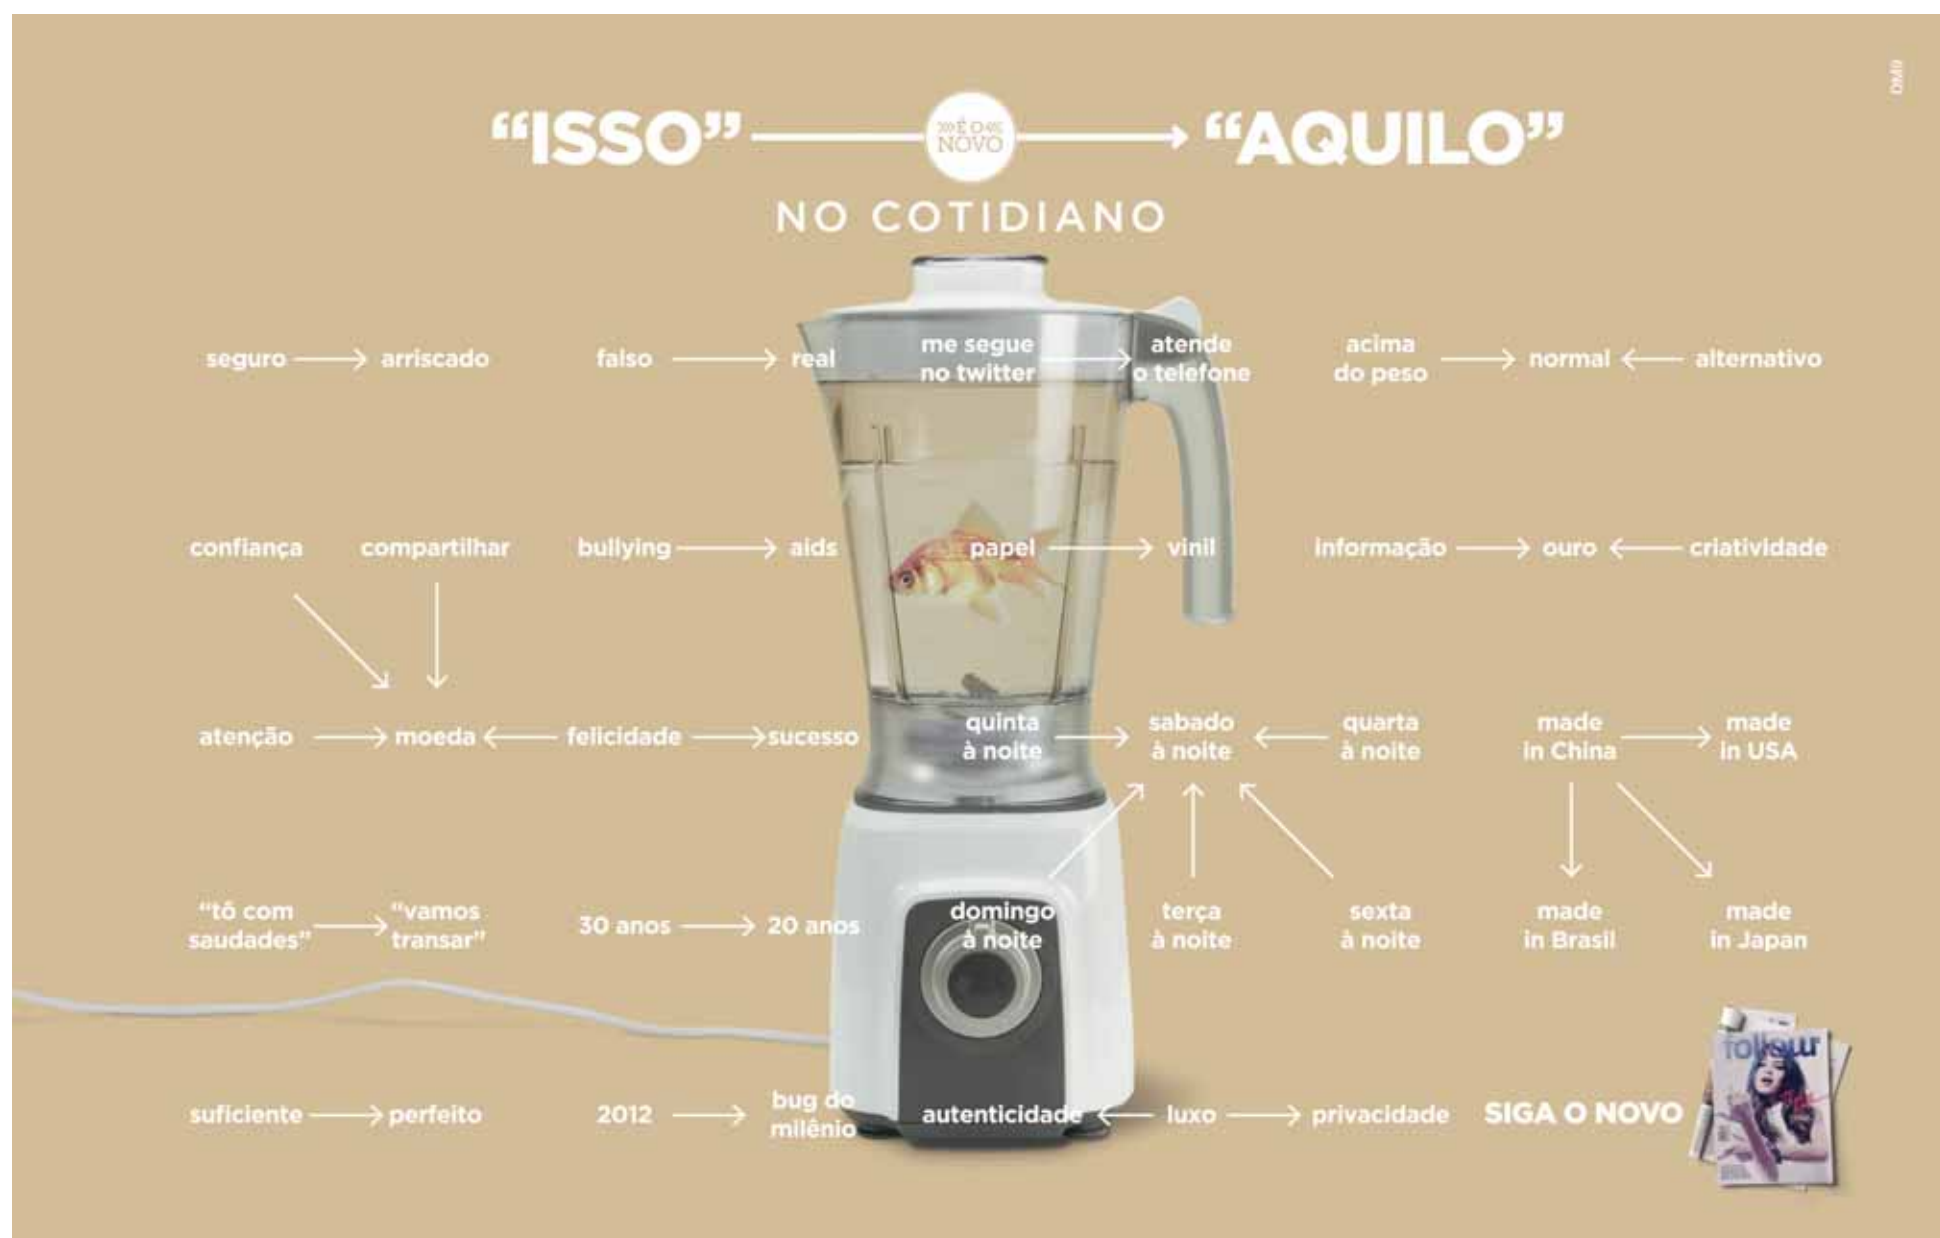 DM9
“ISSO” »»É O«« NOVO “AQUILO”
NO COTIDIANO
seguro arriscado falso real me segue no twitter atende o telefone acima do peso normal alternativo
confiança compartilhar bullying aids papel vinil informação ouro criatividade
atenção moeda felicidade sucesso quinta à noite sabado à noite quarta à noite made in China made in USA
“tô com saudades” “vamos transar” 30 anos 20 anos domingo à noite terça à noite sexta à noite made in Brasil made in Japan
suficiente perfeito 2012 bug do milênio autenticidade luxo privacidade SIGA O NOVO
follow